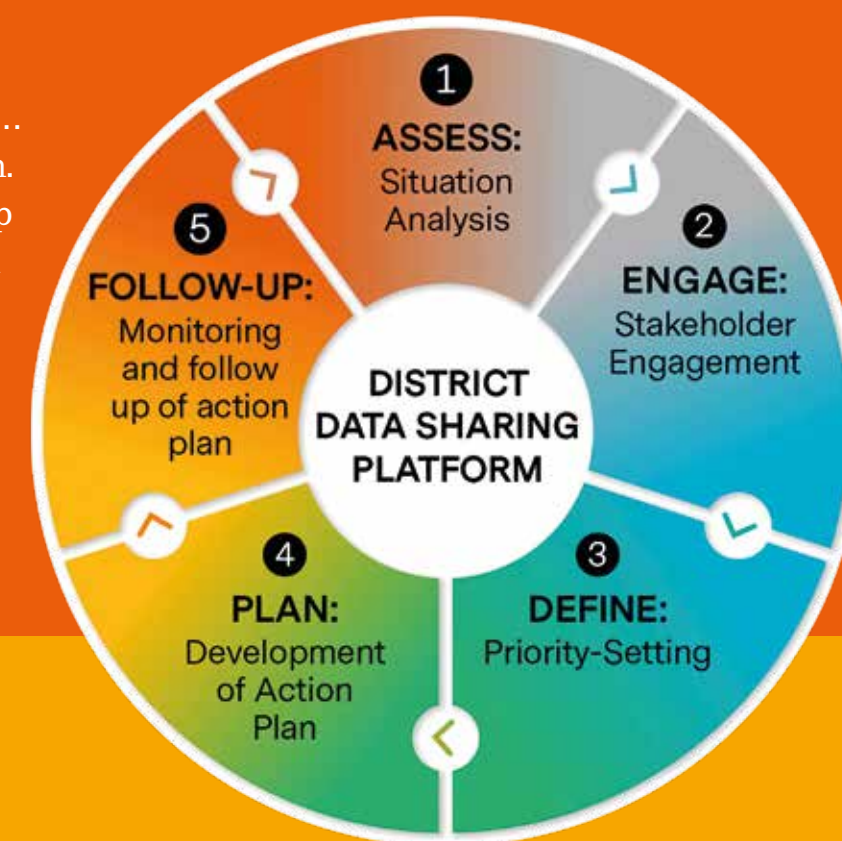 ..
n.
p
1
ASSESS:
Situation
Analysis
2
ENGAGE:
Stakeholder
Engagement
3
DEFINE:
Priority-Setting
4
PLAN:
Development
of Action
Plan
5
FOLLOW-UP:
Monitoring
and follow
up of action
plan
DISTRICT
DATA SHARING
PLATFORM